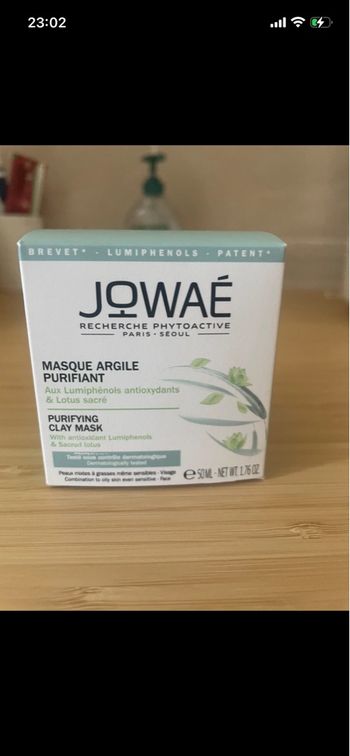 23:02
BREVET* - LUMIPHENOLS - PATENT*
JOWAÉ
RECHERCHE PHYTOACTIVE
PARIS - SÉOUL
MASQUE ARGILE
PURIFIANT
Aux Lumiphénols antioxydants
& Lotus sacré
PURIFYING
CLAY MASK
With antioxidant Lumiphenols
& Sacred lotus
Testé sous contrôle dermatologique
Dermatologically tested
Peaux mixtes à grasses même sensibles - Visage
Combination to oily skin even sensitive - Face
e 50 ML - NET WT. 1.76 OZ.